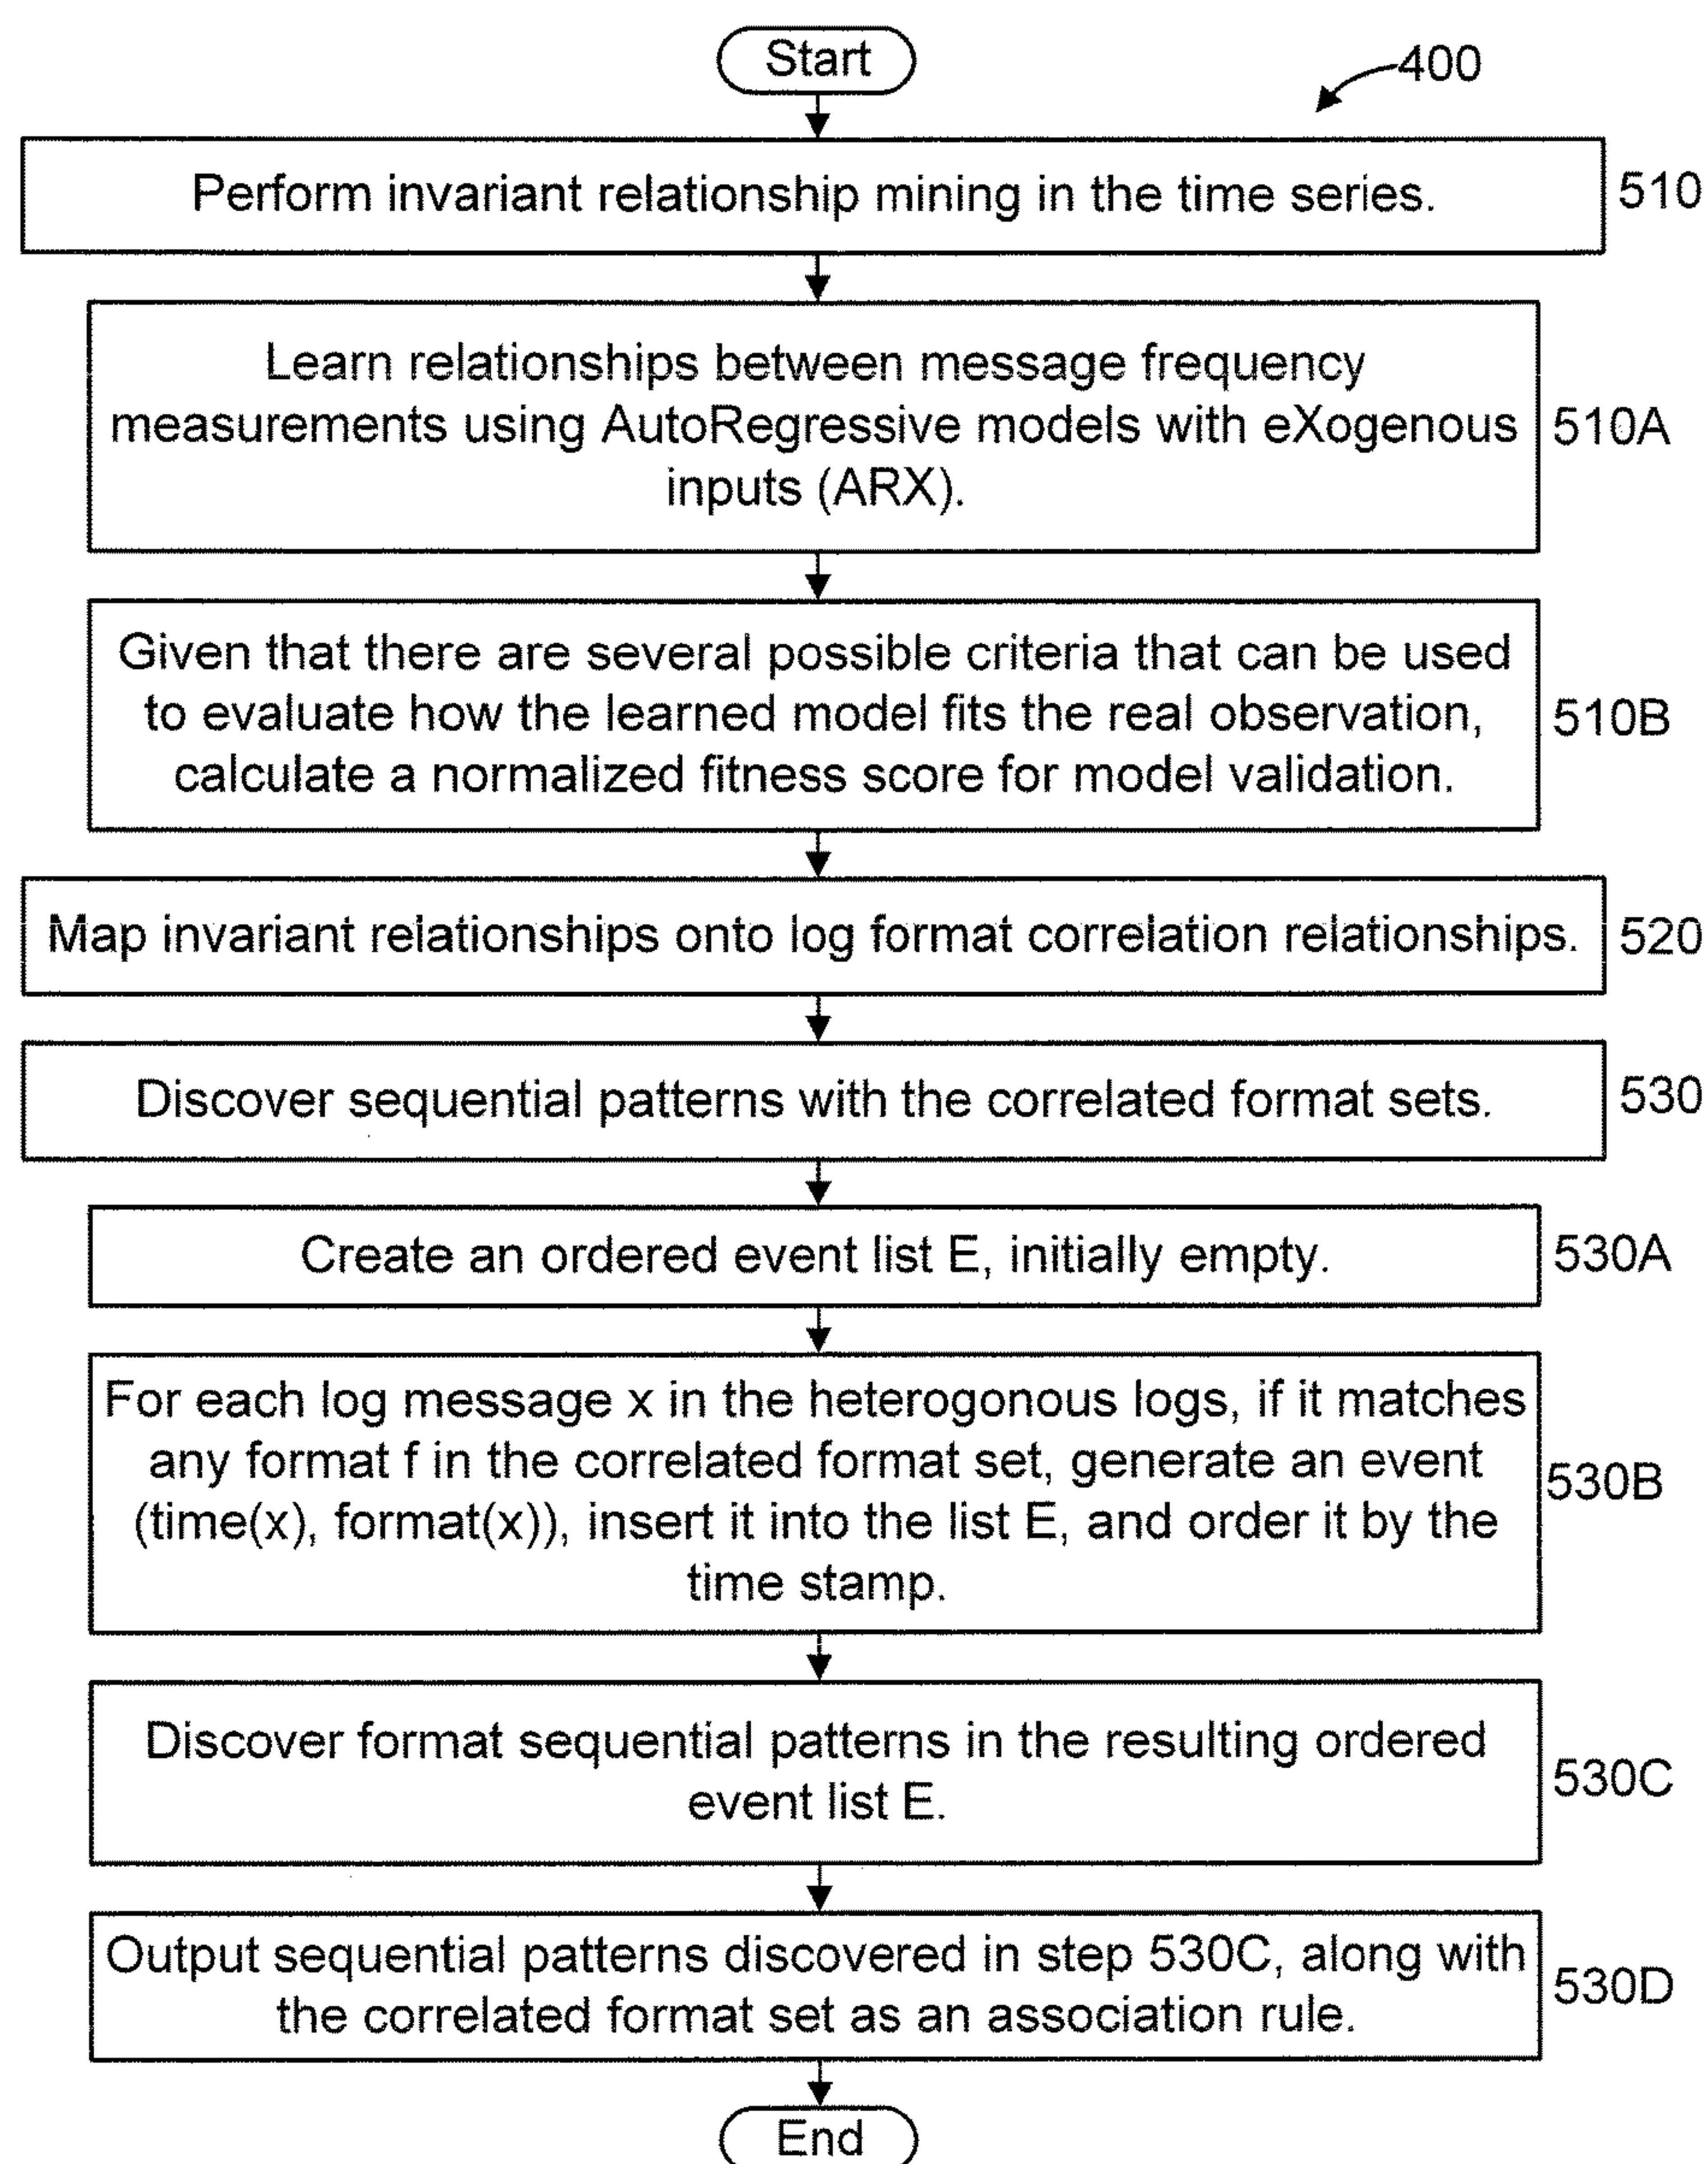 Start
400
Perform invariant relationship mining in the time series.
510
Learn relationships between message frequency
measurements using AutoRegressive models with eXogenous
inputs (ARX).
510A
Given that there are several possible criteria that can be used
to evaluate how the learned model fits the real observation,
calculate a normalized fitness score for model validation.
510B
Map invariant relationships onto log format correlation relationships.
520
Discover sequential patterns with the correlated format sets.
530
Create an ordered event list E, initially empty.
530A
For each log message x in the heterogonous logs, if it matches
any format f in the correlated format set, generate an event
(time(x), format(x)), insert it into the list E, and order it by the
time stamp.
530B
Discover format sequential patterns in the resulting ordered
event list E.
530C
Output sequential patterns discovered in step 530C, along with
the correlated format set as an association rule.
530D
End